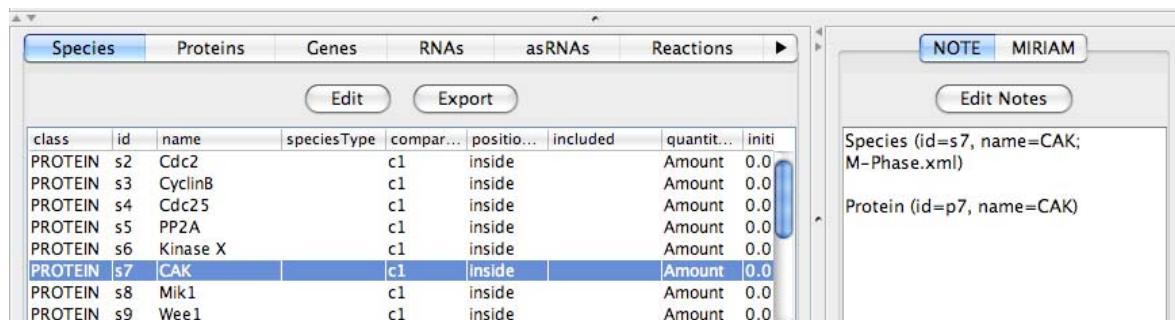 Species Proteins Genes RNAs asRNAs Reactions
NOTE MIRIAM
Edit Export
Edit Notes
class id name speciesType compar... positio... included quantit... initi
PROTEIN s2 Cdc2 c1 inside Amount 0.0
PROTEIN s3 CyclinB c1 inside Amount 0.0
PROTEIN s4 Cdc25 c1 inside Amount 0.0
PROTEIN s5 PP2A c1 inside Amount 0.0
PROTEIN s6 Kinase X c1 inside Amount 0.0
PROTEIN s7 CAK c1 inside Amount 0.0
PROTEIN s8 Mik1 c1 inside Amount 0.0
PROTEIN s9 Wee1 c1 inside Amount 0.0
Species (id=s7, name=CAK;
M-Phase.xml)
Protein (id=p7, name=CAK)